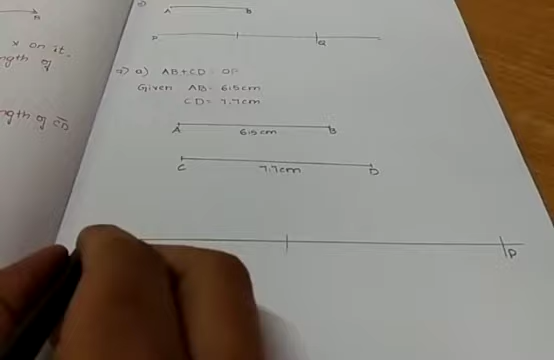 A B
P Q
a) AB+CD = OP
Given AB= 6.5cm
CD= 7.7cm
A B
6.5cm
C D
7.7cm
P
x on it.
ngth of
ngth of CD